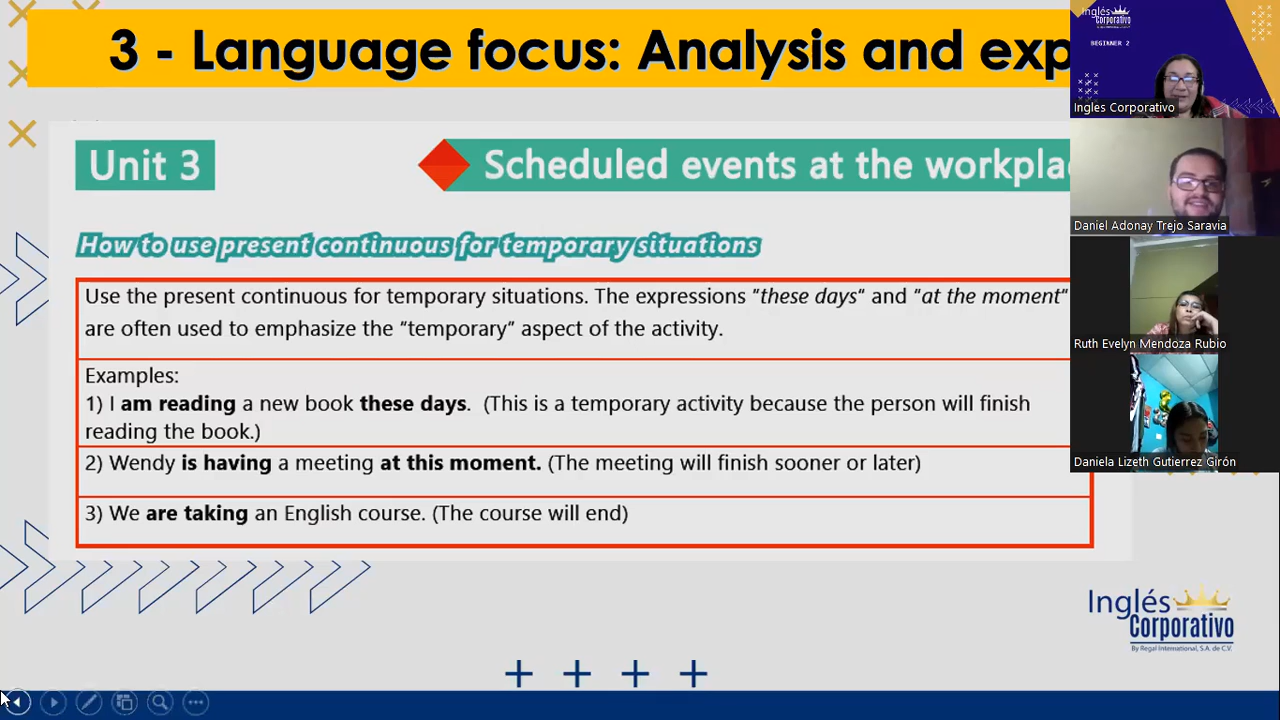 3 - Language focus: Analysis and exp
Inglés
Corporativo
BEGINNER 2
Ingles Corporativo
Unit 3
Scheduled events at the workpla
Daniel Adonay Trejo Saravia
How to use present continuous for temporary situations
Use the present continuous for temporary situations. The expressions "these days" and "at the moment"
are often used to emphasize the "temporary" aspect of the activity.
Ruth Evelyn Mendoza Rubio
Examples:
1) I am reading a new book these days. (This is a temporary activity because the person will finish
reading the book.)
2) Wendy is having a meeting at this moment. (The meeting will finish sooner or later)
Daniela Lizeth Gutierrez Girón
3) We are taking an English course. (The course will end)
Inglés
Corporativo
By Regal International, S.A. de C.V.